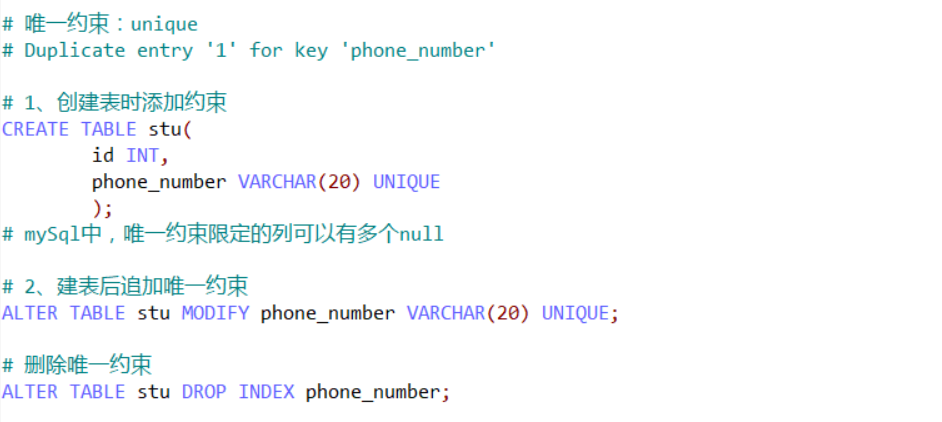 # 唯一约束：unique
# Duplicate entry '1' for key 'phone_number'
# 1、创建表时添加约束
CREATE TABLE stu(
id INT,
phone_number VARCHAR(20) UNIQUE
);
# mySql中，唯一约束限定的列可以有多个null
# 2、建表后追加唯一约束
ALTER TABLE stu MODIFY phone_number VARCHAR(20) UNIQUE;
# 删除唯一约束
ALTER TABLE stu DROP INDEX phone_number;